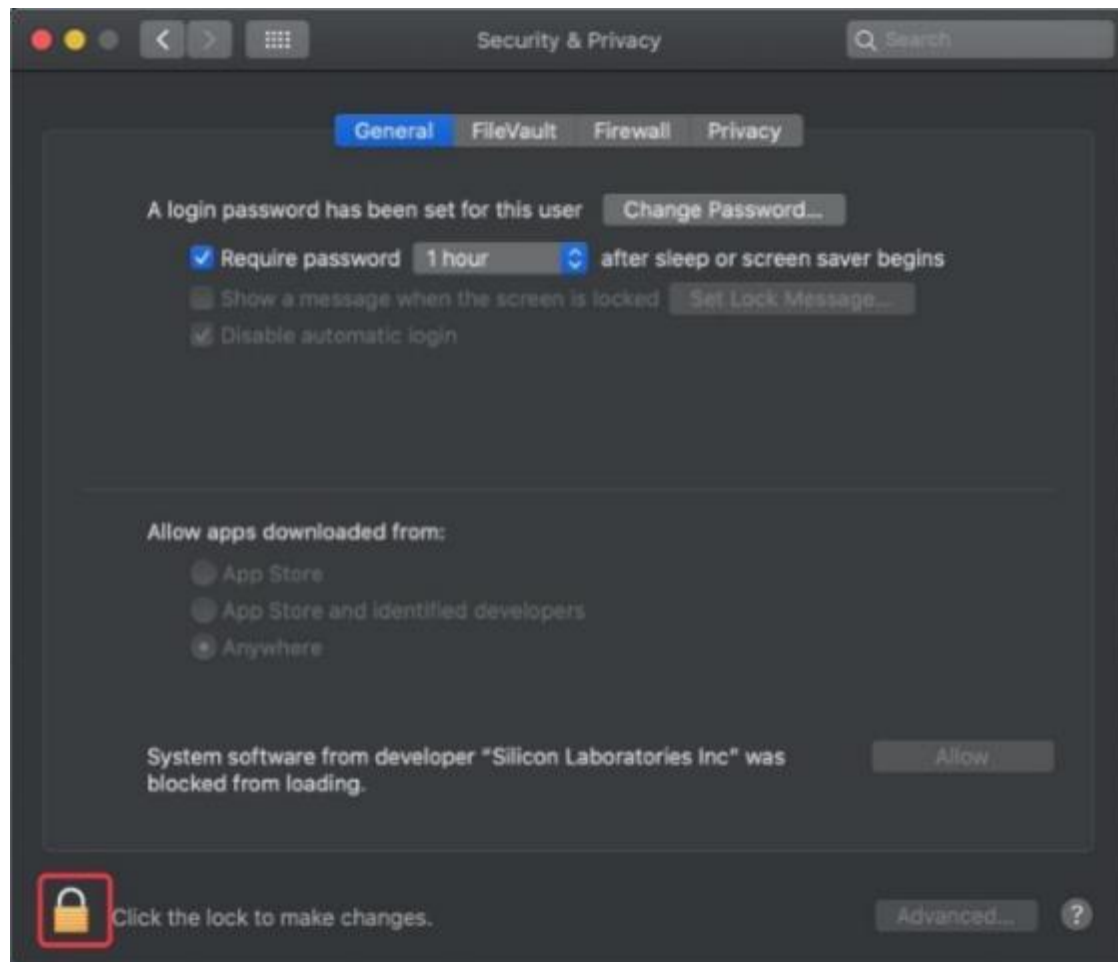 Security & Privacy
Search
General FileVault Firewall Privacy
A login password has been set for this user Change Password...
Require password 1 hour after sleep or screen saver begins
Show a message when the screen is locked Set Lock Message...
Disable automatic login
Allow apps downloaded from:
App Store
App Store and identified developers
Anywhere
System software from developer "Silicon Laboratories Inc" was
blocked from loading.
Allow
Click the lock to make changes.
Advanced...
?